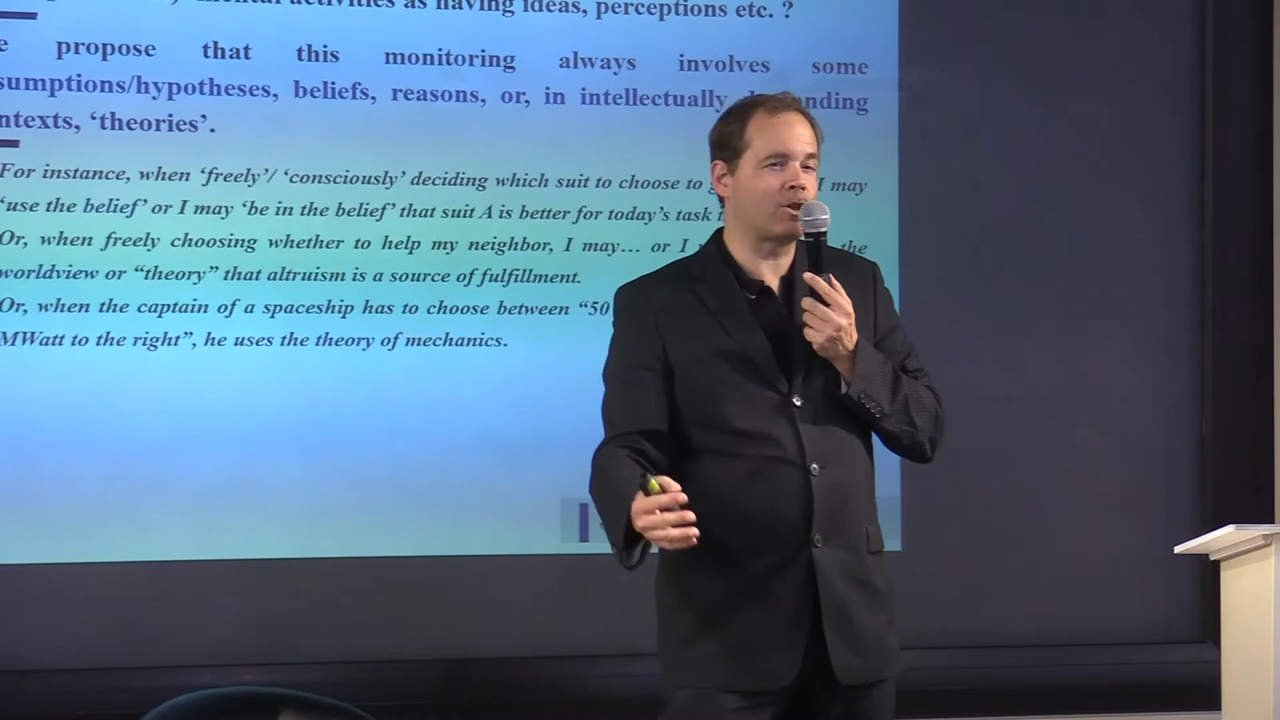 mental activities as having ideas, perceptions etc. ?
propose that this monitoring always involves some
sumptions/hypotheses, beliefs, reasons, or, in intellectually nding
ntexts, ‘theories’.
For instance, when ‘freely’/ ‘consciously’ deciding which suit to choose to g I may
‘use the belief’ or I may ‘be in the belief’ that suit A is better for today’s task
Or, when freely choosing whether to help my neighbor, I may… or I the
worldview or “theory” that altruism is a source of fulfillment.
Or, when the captain of a spaceship has to choose between “50
MWatt to the right”, he uses the theory of mechanics.